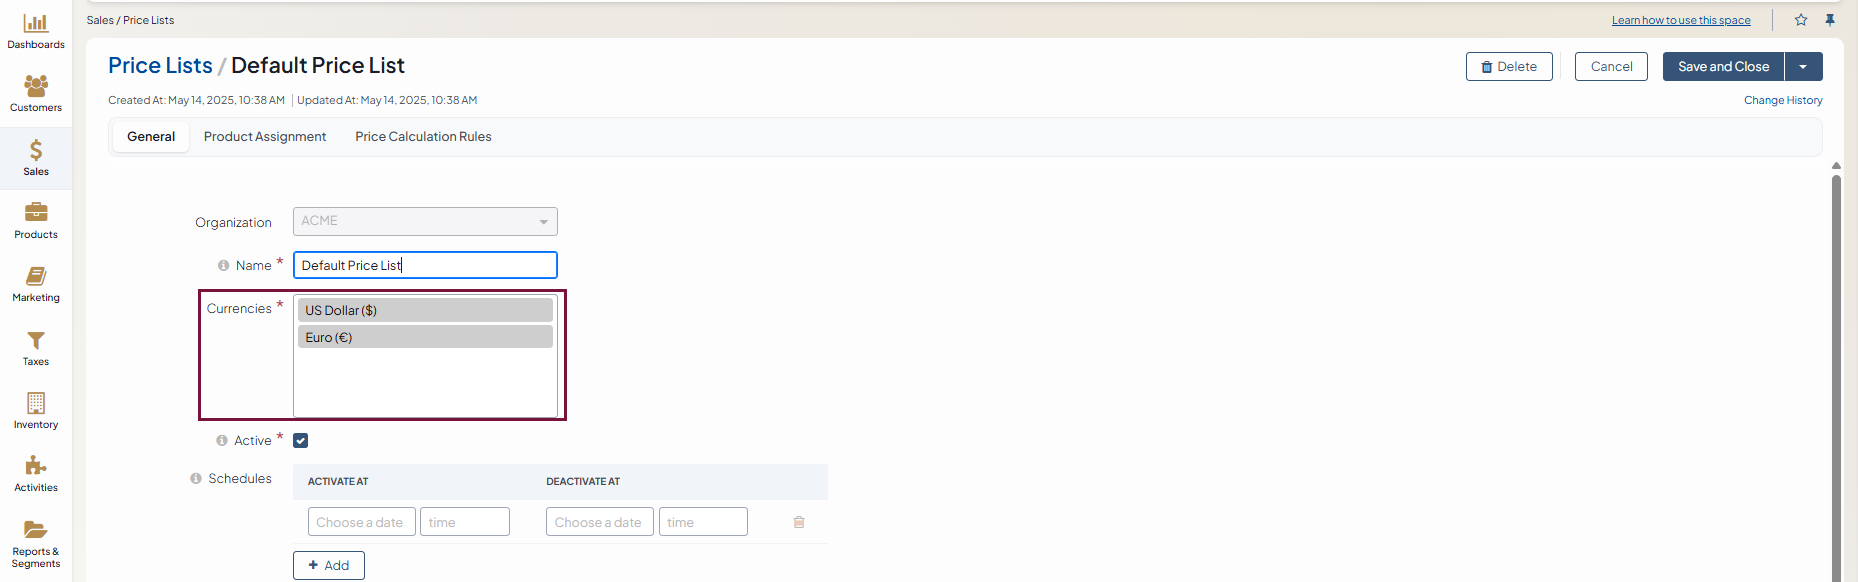 Sales / Price Lists
Learn how to use this space
Dashboards
Customers
Sales
Products
Marketing
Taxes
Inventory
Activities
Reports &
Segments
Price Lists / Default Price List
Delete
Cancel
Save and Close
Created At: May 14, 2025, 10:38 AM | Updated At: May 14, 2025, 10:38 AM
Change History
General
Product Assignment
Price Calculation Rules
Organization
ACME
Name *
Default Price List
Currencies *
US Dollar ($)
Euro (€)
Active *
Schedules
ACTIVATE AT
DEACTIVATE AT
Choose a date
time
Choose a date
time
+ Add